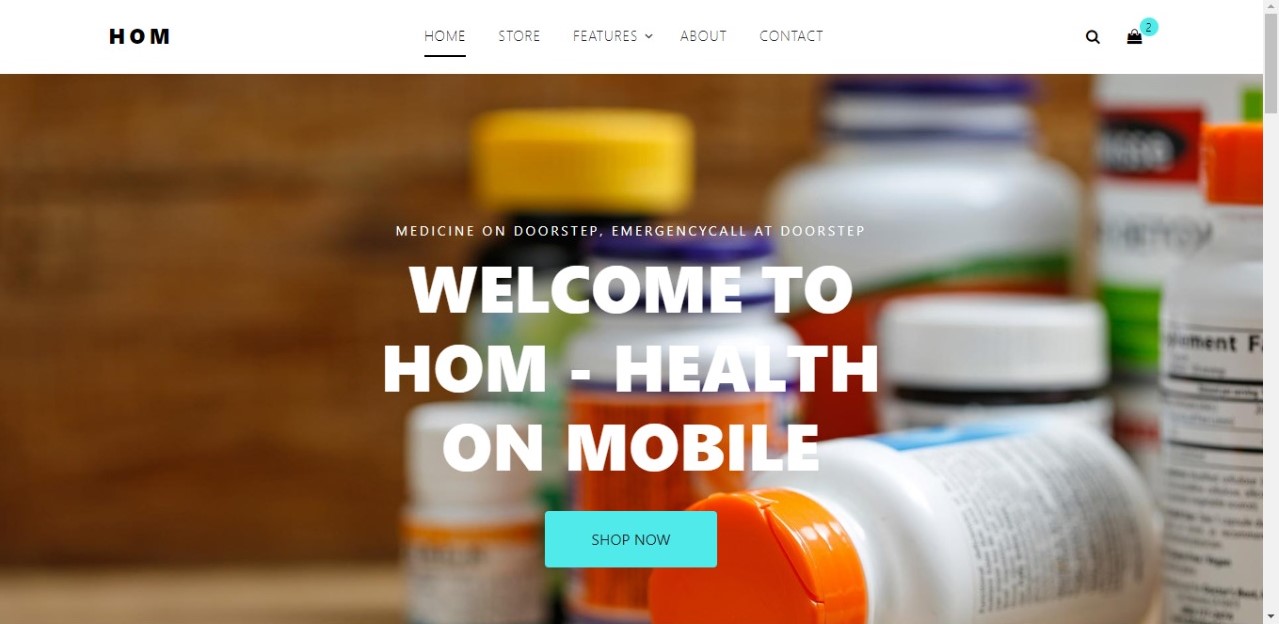 HOM
HOME STORE FEATURES ABOUT CONTACT
2
MEDICINE ON DOORSTEP, EMERGENCYCALL AT DOORSTEP
WELCOME TO
HOM - HEALTH
ON MOBILE
SHOP NOW